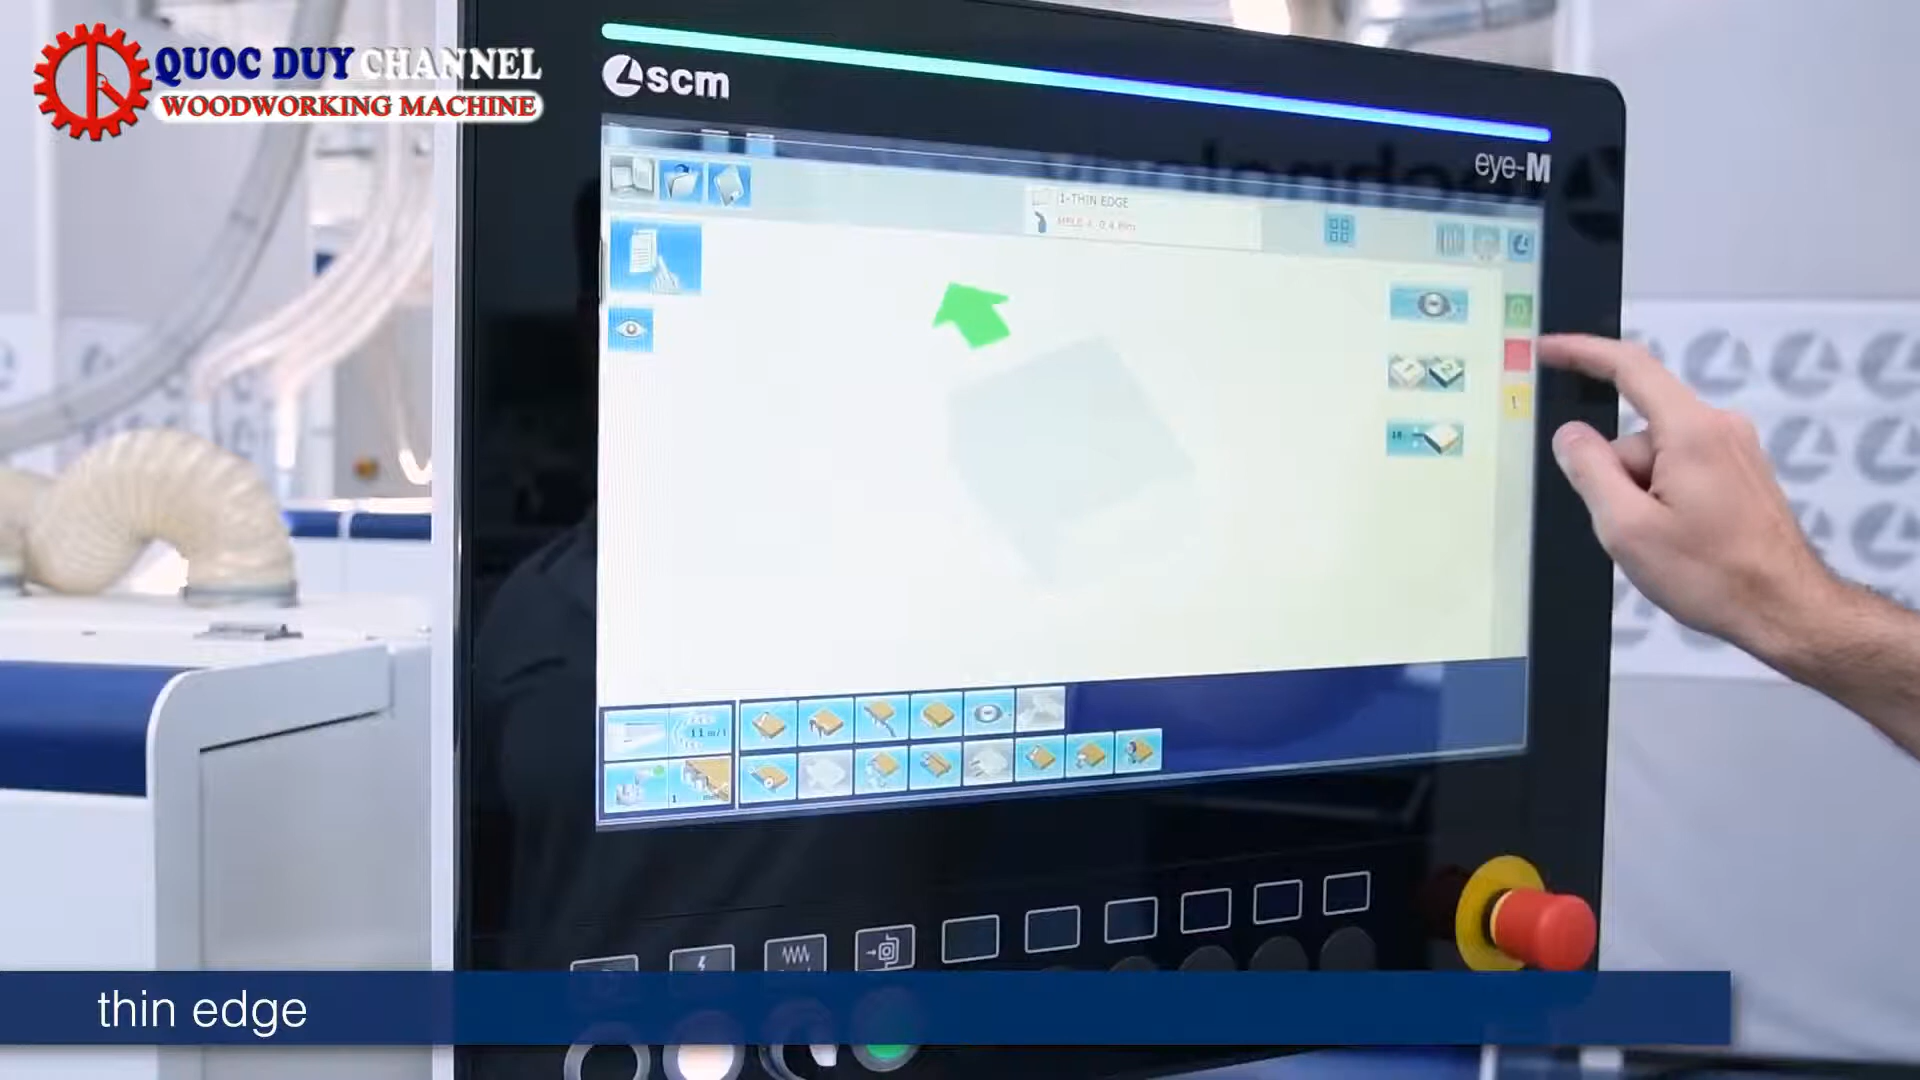 QUOC DUY CHANNEL
WOODWORKING MACHINE
scm
eye-M
1-THIN EDGE
thin edge